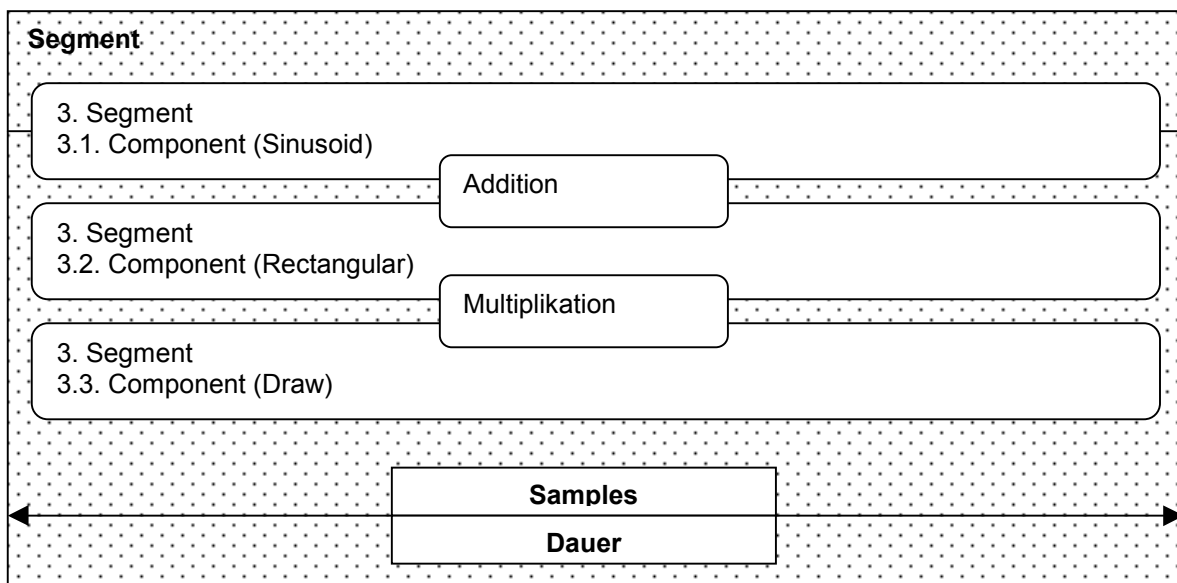 Segment
3. Segment
3.1. Component (Sinusoid)
Addition
3. Segment
3.2. Component (Rectangular)
Multiplikation
3. Segment
3.3. Component (Draw)
Samples
Dauer